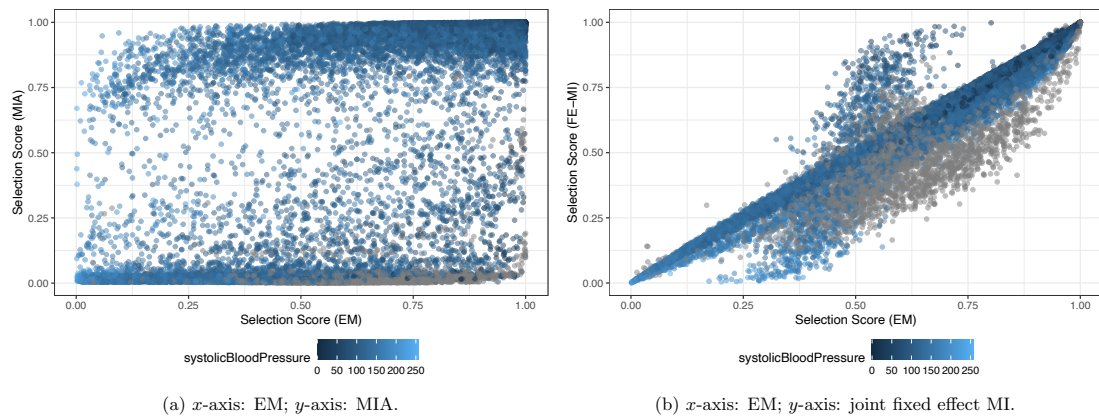 1.00
0.75
0.50
0.25
0.00
Selection Score (MIA)
0.00 0.25 0.50 0.75 1.00
Selection Score (EM)
systolicBloodPressure
0 50 100 150 200 250
(a) x-axis: EM; y-axis: MIA.
1.00
0.75
0.50
0.25
0.00
Selection Score (FE−MI)
0.00 0.25 0.50 0.75 1.00
Selection Score (EM)
systolicBloodPressure
0 50 100 150 200 250
(b) x-axis: EM; y-axis: joint fixed effect MI.